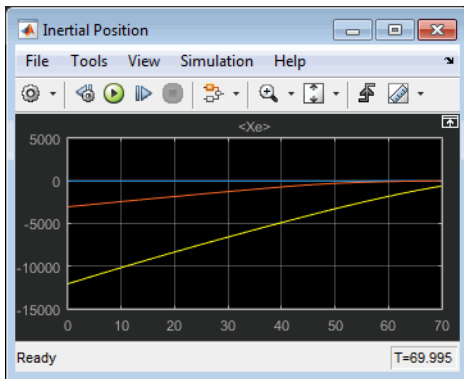 Inertial Position
File Tools View Simulation Help
<Xe>
5000
0
-5000
-10000
-15000
0 10 20 30 40 50 60 70
Ready T=69.995